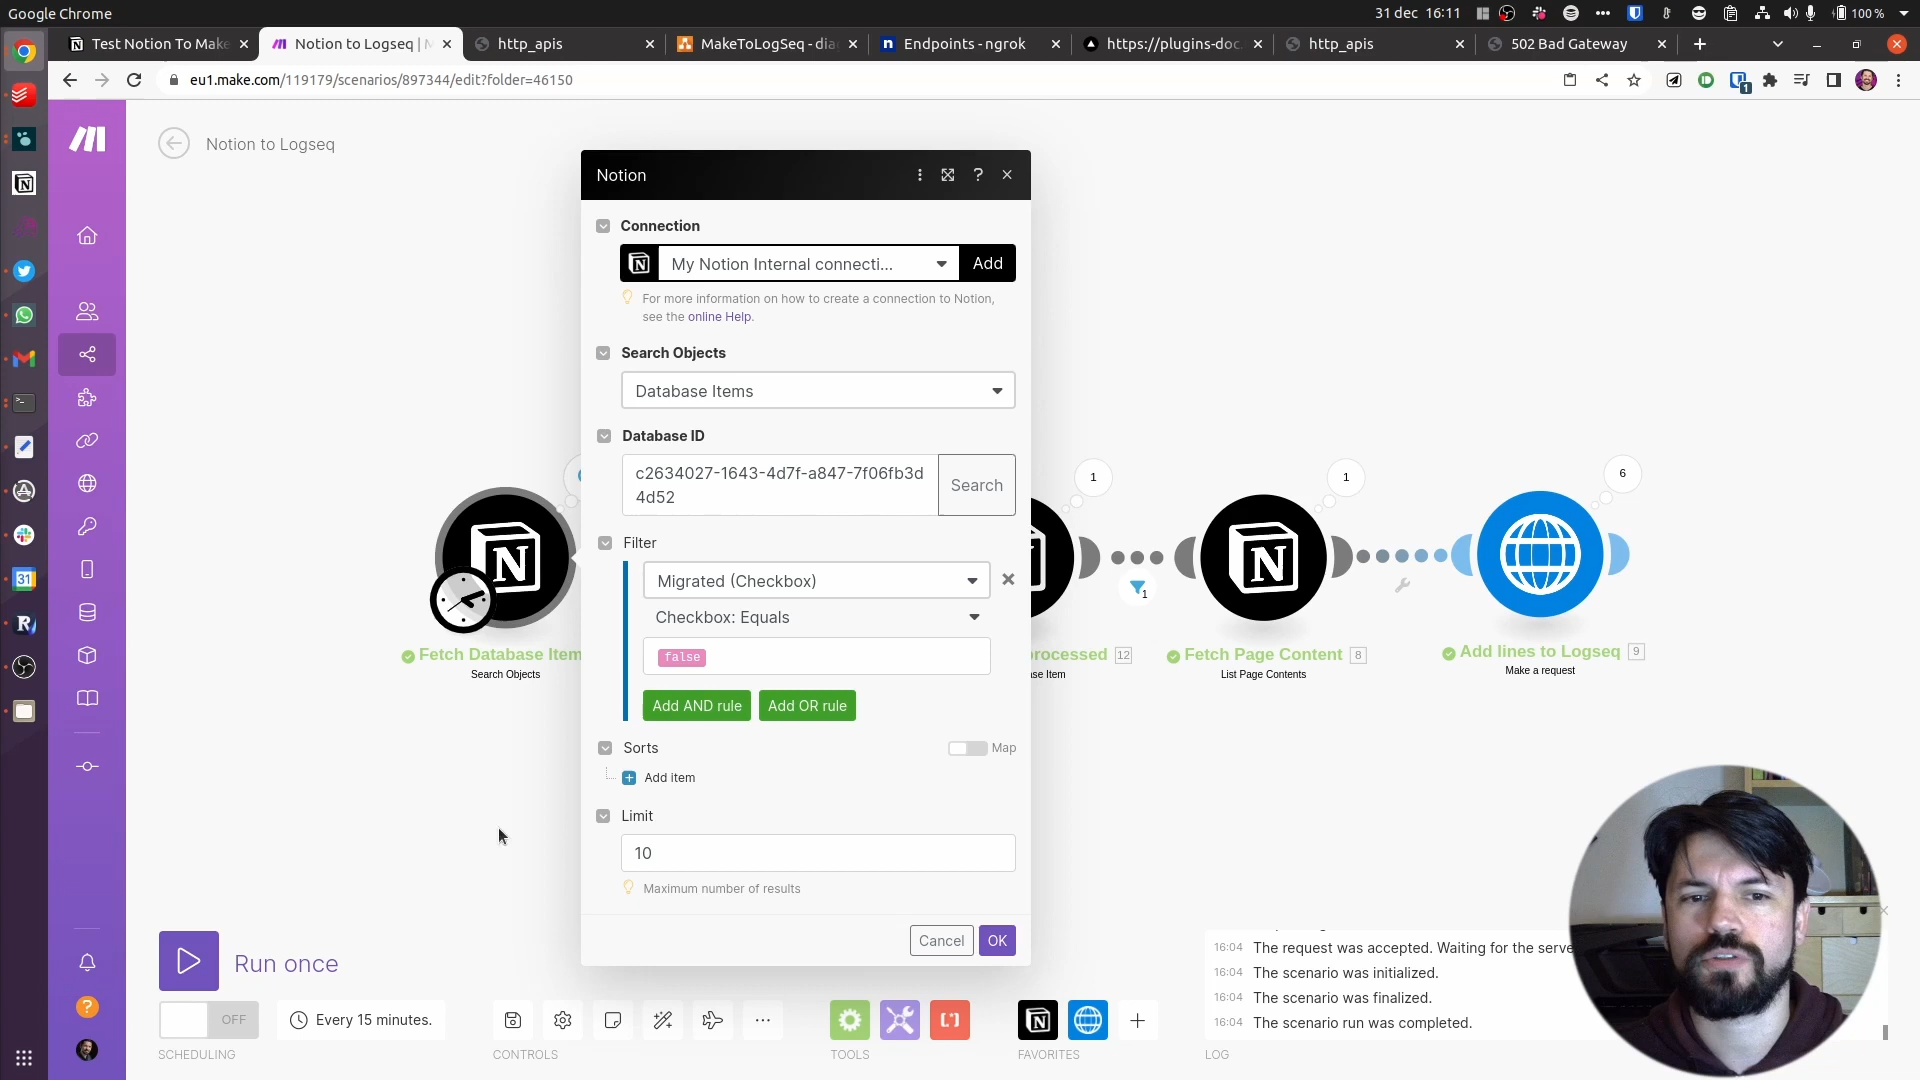 Google Chrome
31 dec 16:11
100 %
Test Notion To Make
Notion to Logseq | M
http_apis
MakeToLogSeq - dia
Endpoints - ngrok
https://plugins-doc.
http_apis
502 Bad Gateway
eu1.make.com/119179/scenarios/897344/edit?folder=46150
1
Notion to Logseq
Notion
Connection
My Notion Internal connecti...
Add
For more information on how to create a connection to Notion,
see the online Help.
Search Objects
Database Items
Database ID
c2634027-1643-4d7f-a847-7f06fb3d
4d52
Search
Filter
Migrated (Checkbox)
Checkbox: Equals
false
Add AND rule
Add OR rule
Sorts
Map
Add item
Limit
10
Maximum number of results
Cancel
OK
Fetch Database Item
Search Objects
1
1
rocessed 12
se Item
1
Fetch Page Content 8
List Page Contents
6
Add lines to Logseq 9
Make a request
31
Run once
OFF
Every 15 minutes.
SCHEDULING
CONTROLS
TOOLS
FAVORITES
LOG
16:04 The request was accepted. Waiting for the serve
16:04 The scenario was initialized.
16:04 The scenario was finalized.
16:04 The scenario run was completed.